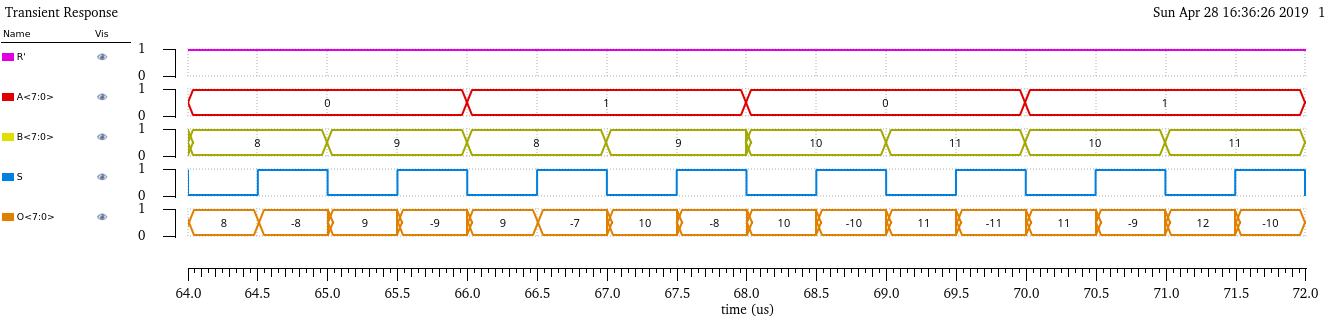 Transient Response Sun Apr 28 16:36:26 2019 1
Name Vis
R' 1 0
A<7:0> 1 0 0 1 0 1
B<7:0> 1 0 8 9 8 9 10 11 10 11
S 1 0
O<7:0> 1 0 8 -8 9 -9 9 -7 10 -8 10 -10 11 -11 11 -9 12 -10
64.0 64.5 65.0 65.5 66.0 66.5 67.0 67.5 68.0 68.5 69.0 69.5 70.0 70.5 71.0 71.5 72.0
time (us)